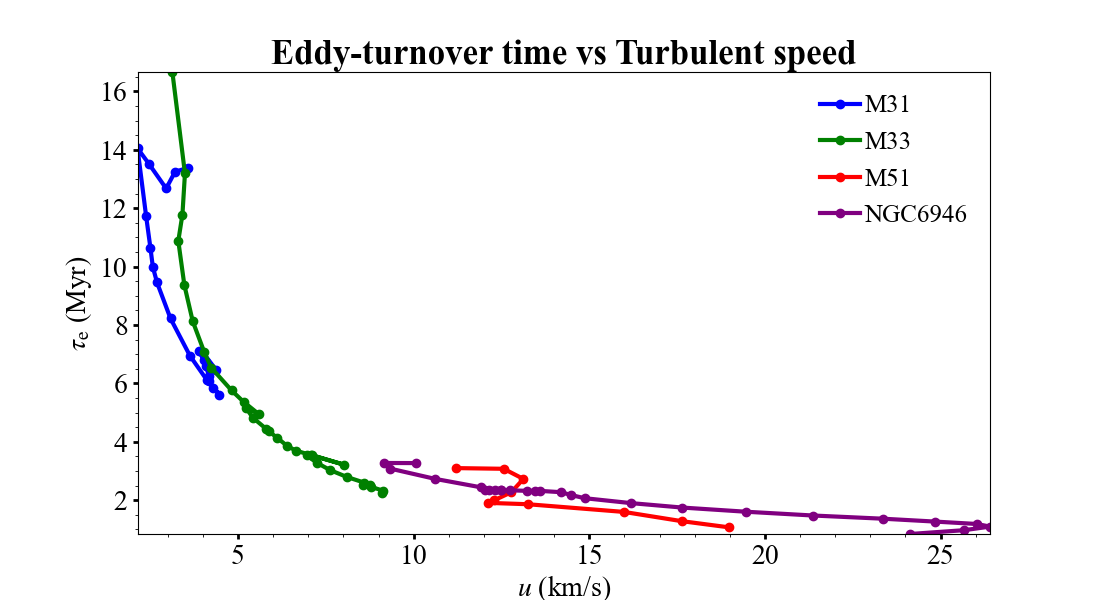 Eddy-turnover time vs Turbulent speed
M31
M33
M51
NGC6946
16
14
12
10
8
6
4
2
τe (Myr)
5
10
15
20
25
u (km/s)